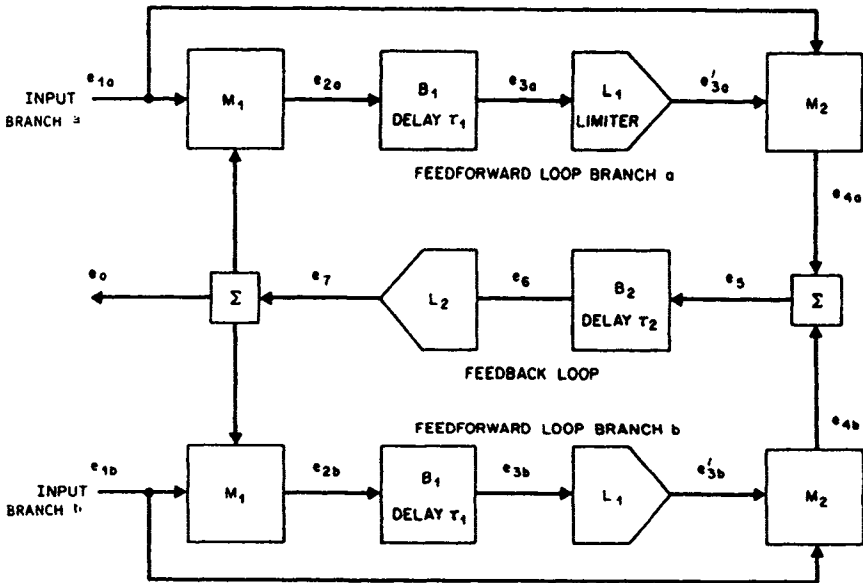 e1a
INPUT
BRANCH a
M1
e2a
B1
DELAY τ1
e3a
L1
LIMITER
e′3a
M2
FEEDFORWARD LOOP BRANCH a
e4a
eo
Σ
e7
L2
e6
B2
DELAY τ2
e5
Σ
FEEDBACK LOOP
FEEDFORWARD LOOP BRANCH b
e4b
e1b
INPUT
BRANCH b
M1
e2b
B1
DELAY τ1
e3b
L1
e′3b
M2